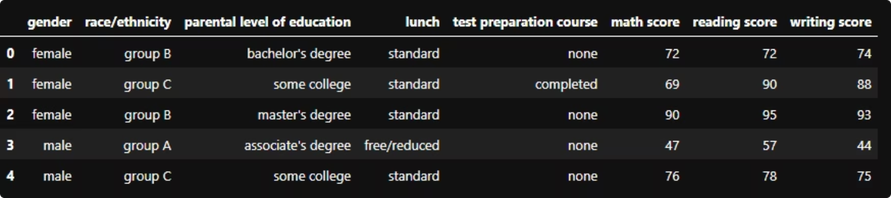 gender race/ethnicity parental level of education lunch test preparation course math score reading score writing score
0 female group B bachelor's degree standard none 72 72 74
1 female group C some college standard completed 69 90 88
2 female group B master's degree standard none 90 95 93
3 male group A associate's degree free/reduced none 47 57 44
4 male group C some college standard none 76 78 75